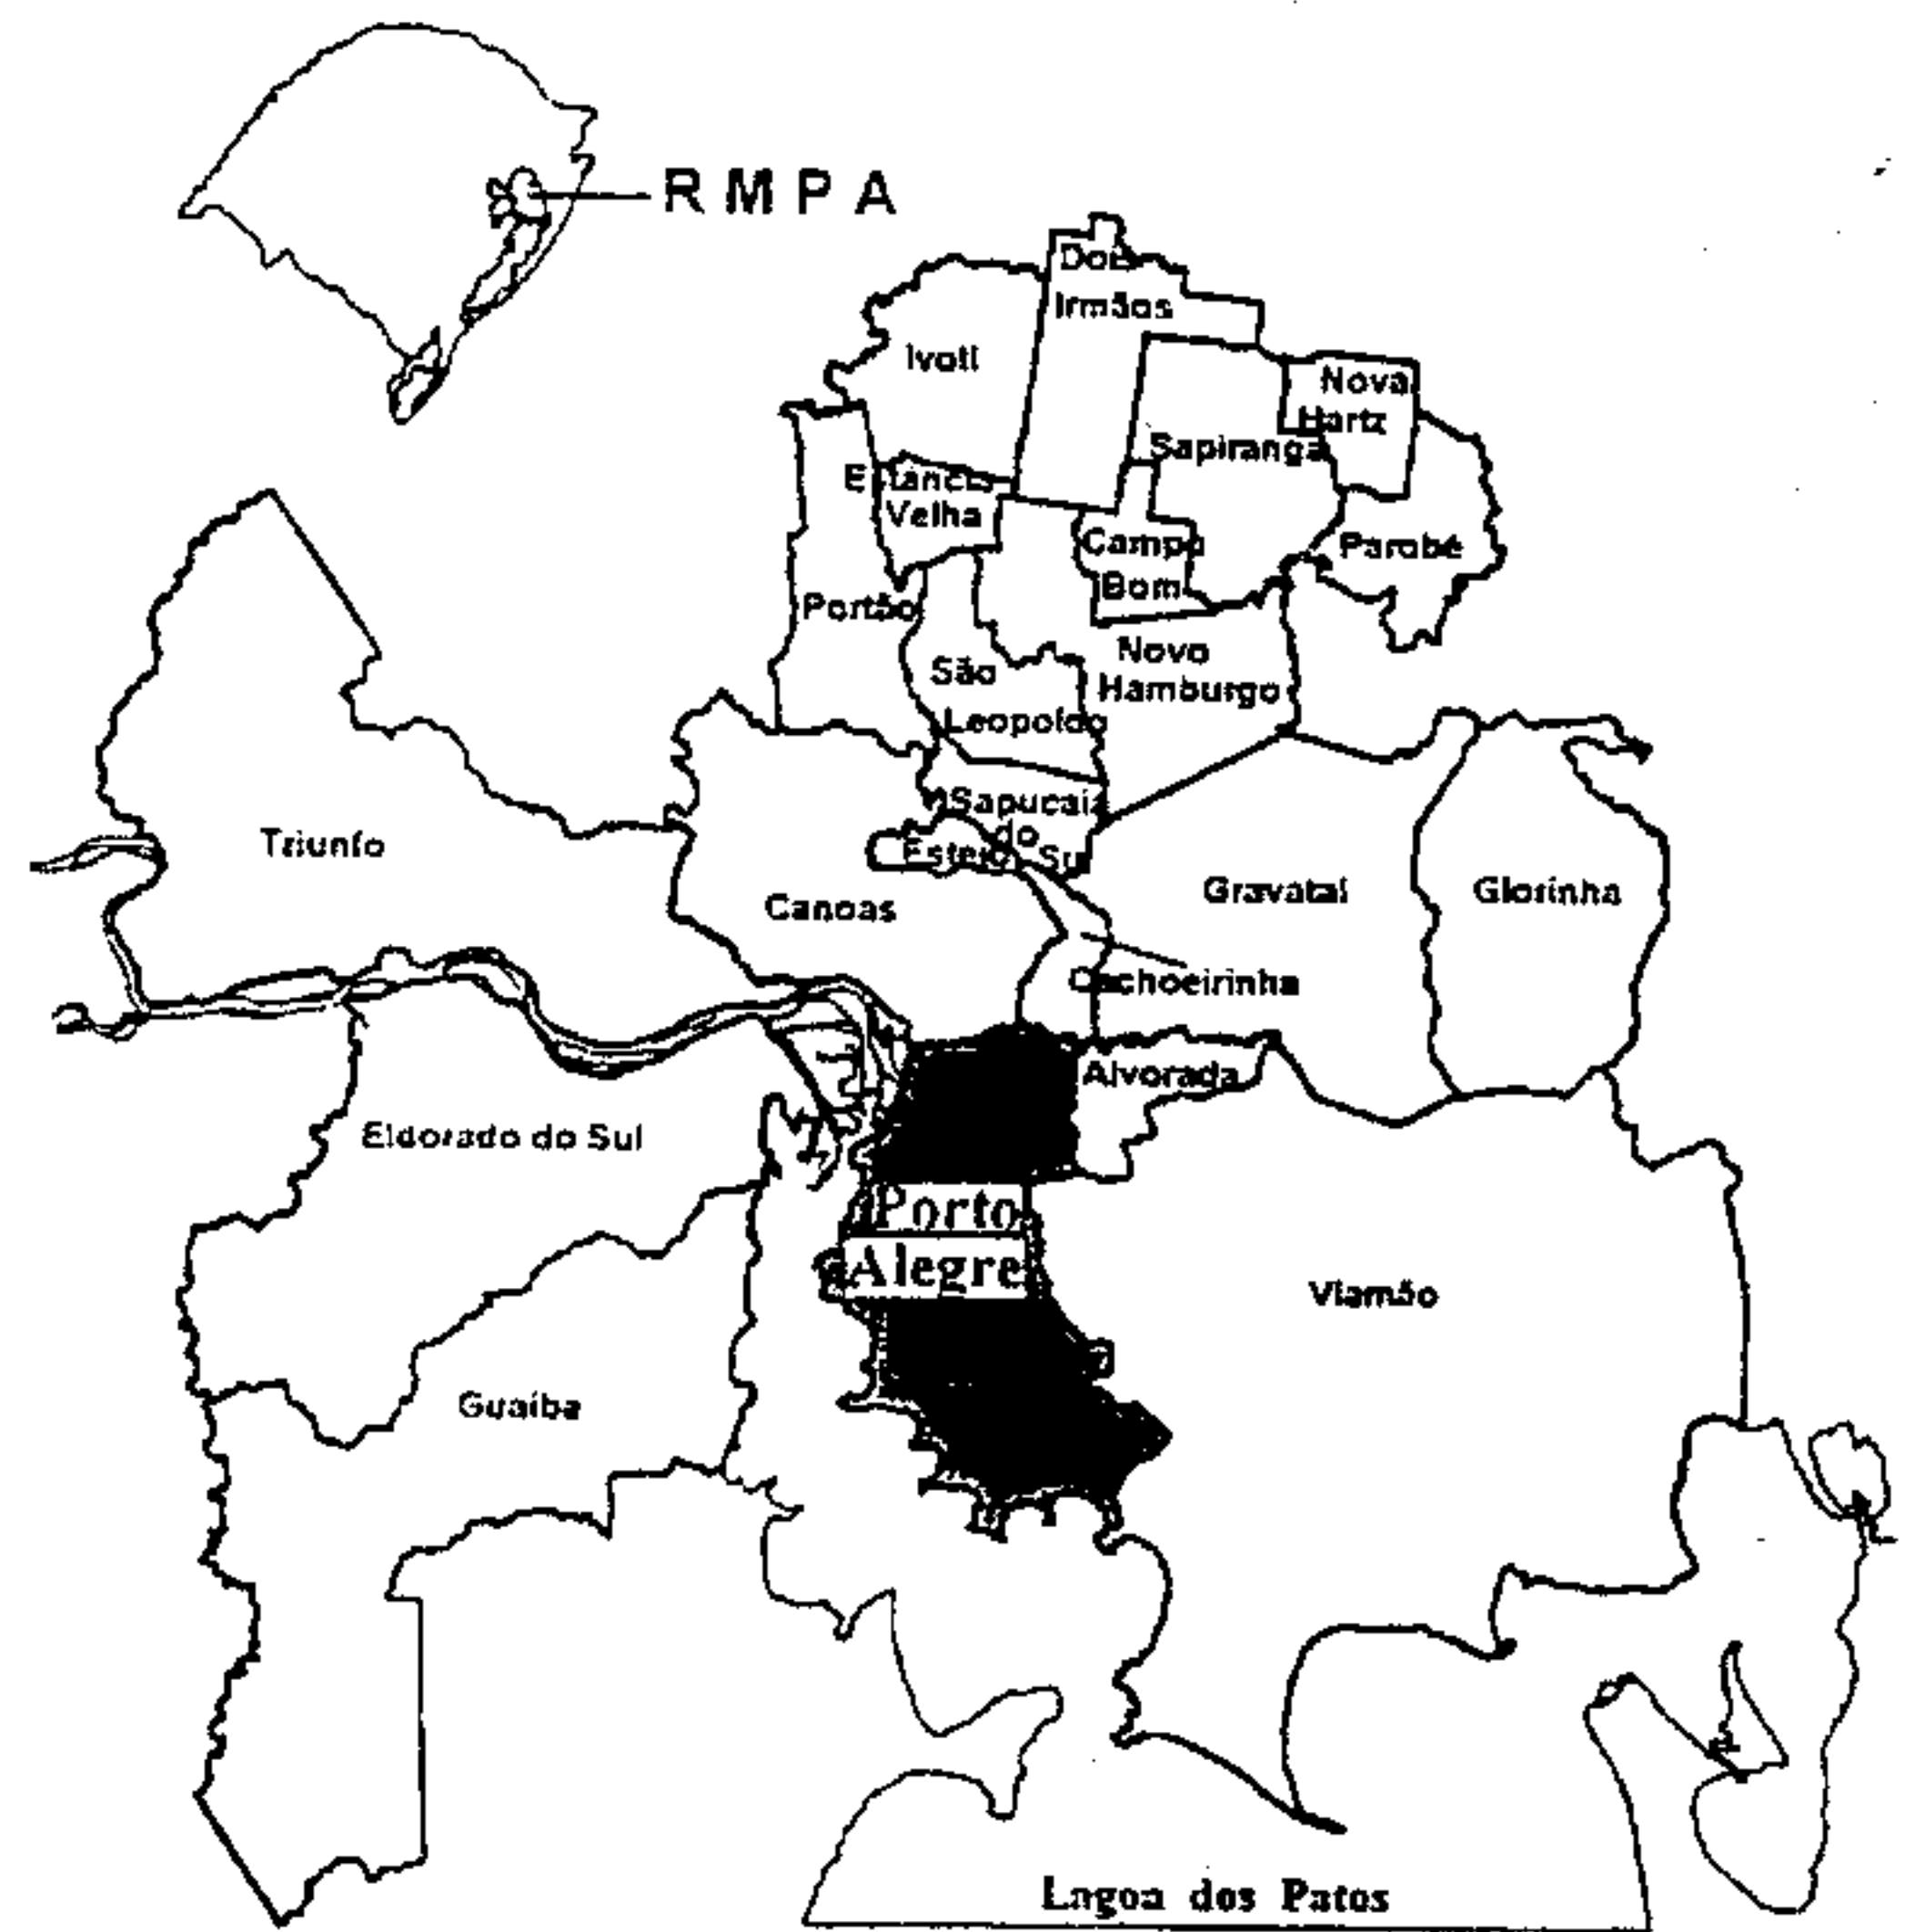 RMPA
Dois
Irmãos
Ivoti
Nova
Hartz
Sapiranga
Estância
Velha
Campo
Bom
Parobé
Portão
Novo
Hamburgo
São
Leopoldo
Sapucaia
do
Sul
Esteio
Triunfo
Canoas
Gravataí
Glorinha
Cachoeirinha
Alvorada
Eldorado do Sul
Porto
Alegre
Viamão
Guaíba
Lagoa dos Patos